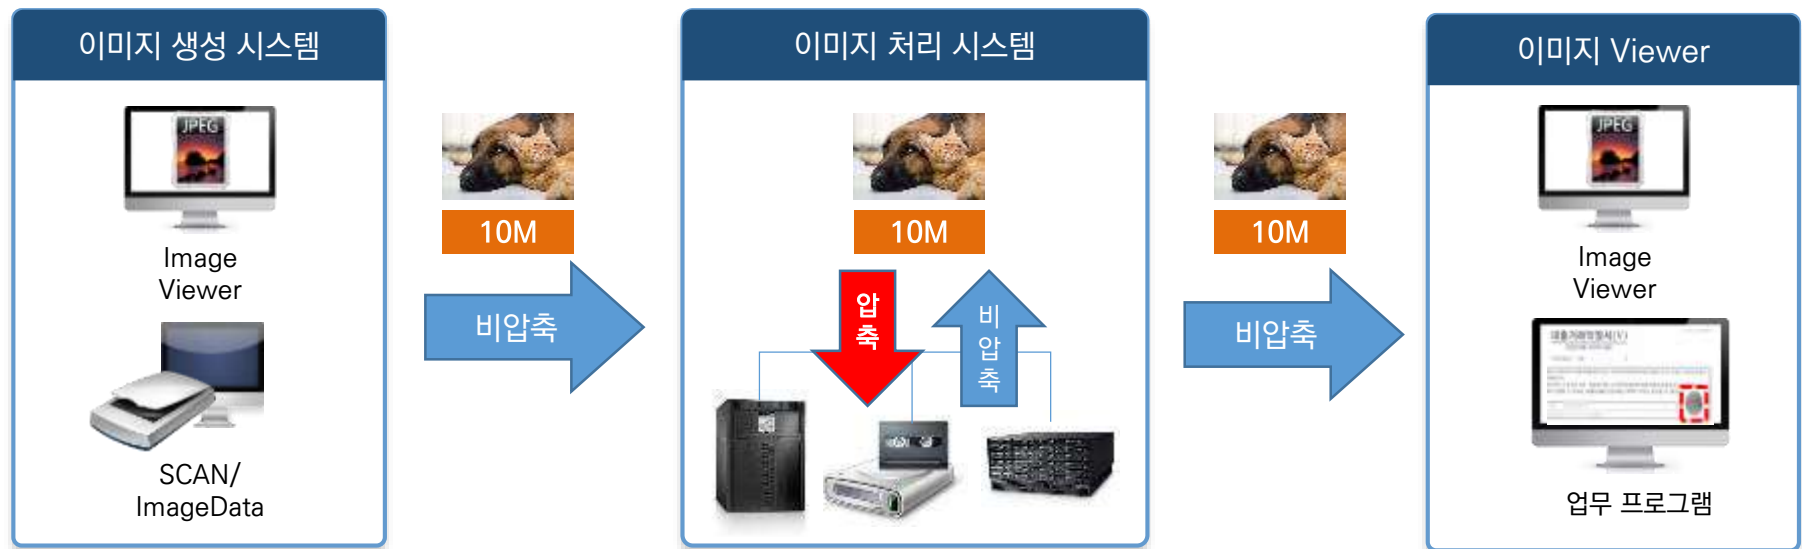 이미지 생성 시스템
JPEG
Image
Viewer
SCAN/
ImageData
10M
비압축
이미지 처리 시스템
10M
압
축
비
압
축
10M
비압축
이미지 Viewer
JPEG
Image
Viewer
업무 프로그램